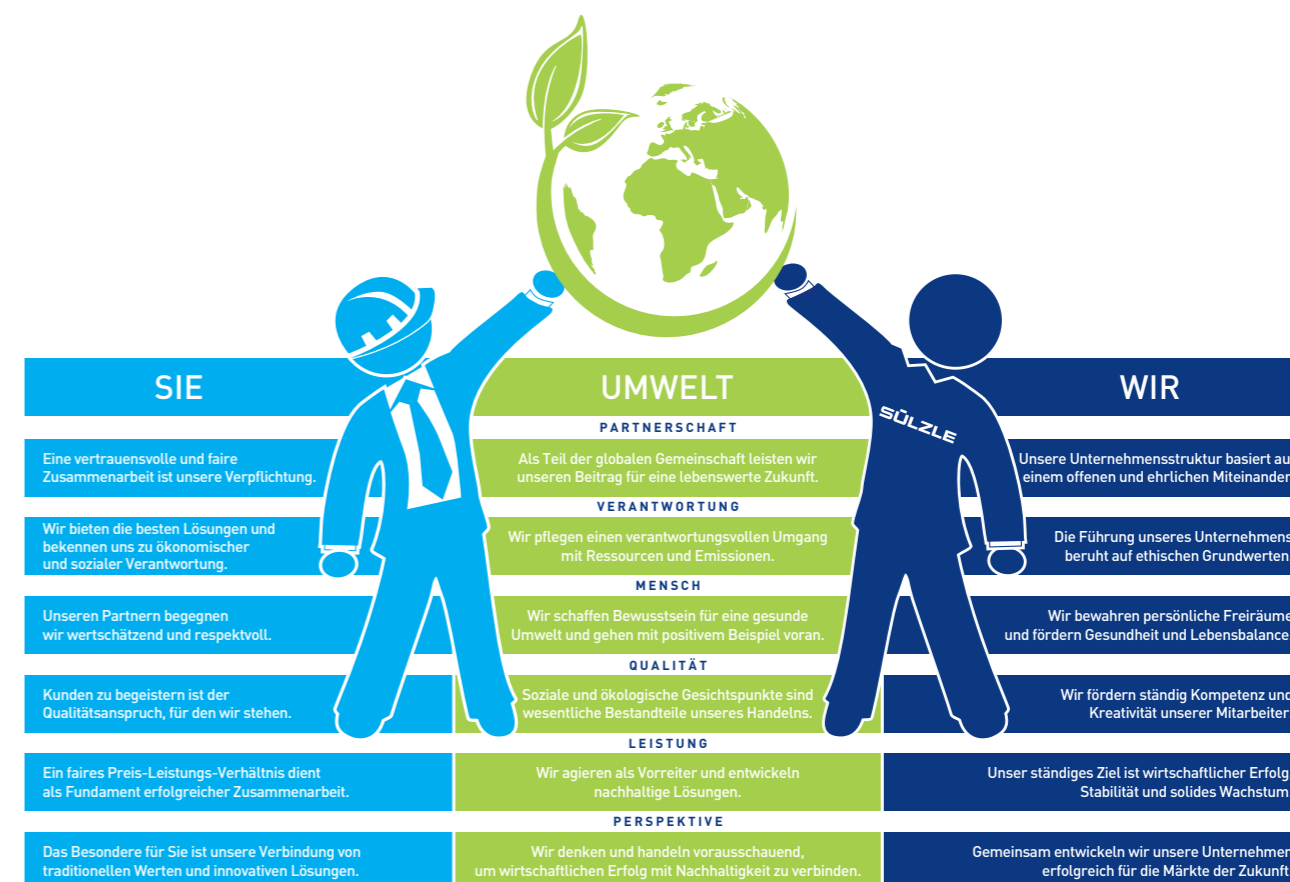 SIE
UMWELT
WIR
SÜLZLE
PARTNERSCHAFT
Eine vertrauensvolle und faire
Zusammenarbeit ist unsere Verpflichtung.
Als Teil der globalen Gemeinschaft leisten wir
unseren Beitrag für eine lebenswerte Zukunft.
Unsere Unternehmensstruktur basiert au
einem offenen und ehrlichen Miteinander
VERANTWORTUNG
Wir bieten die besten Lösungen und
bekennen uns zu ökonomischer
und sozialer Verantwortung.
Wir pflegen einen verantwortungsvollen Umgang
mit Ressourcen und Emissionen.
Die Führung unseres Unternehmens
beruht auf ethischen Grundwerten
MENSCH
Unseren Partnern begegnen
wir wertschätzend und respektvoll.
Wir schaffen Bewusstsein für eine gesunde
Umwelt und gehen mit positivem Beispiel voran.
Wir bewahren persönliche Freiräume
und fördern Gesundheit und Lebensbalance
QUALITÄT
Kunden zu begeistern ist der
Qualitätsanspruch, für den wir stehen.
Soziale und ökologische Gesichtspunkte sind
wesentliche Bestandteile unseres Handelns.
Wir fördern ständig Kompetenz und
Kreativität unserer Mitarbeiter
LEISTUNG
Ein faires Preis-Leistungs-Verhältnis dient
als Fundament erfolgreicher Zusammenarbeit.
Wir agieren als Vorreiter und entwickeln
nachhaltige Lösungen.
Unser ständiges Ziel ist wirtschaftlicher Erfolg
Stabilität und solides Wachstum
PERSPEKTIVE
Das Besondere für Sie ist unsere Verbindung von
traditionellen Werten und innovativen Lösungen.
Wir denken und handeln vorausschauend,
um wirtschaftlichen Erfolg mit Nachhaltigkeit zu verbinden.
Gemeinsam entwickeln wir unsere Unternehmen
erfolgreich für die Märkte der Zukunft